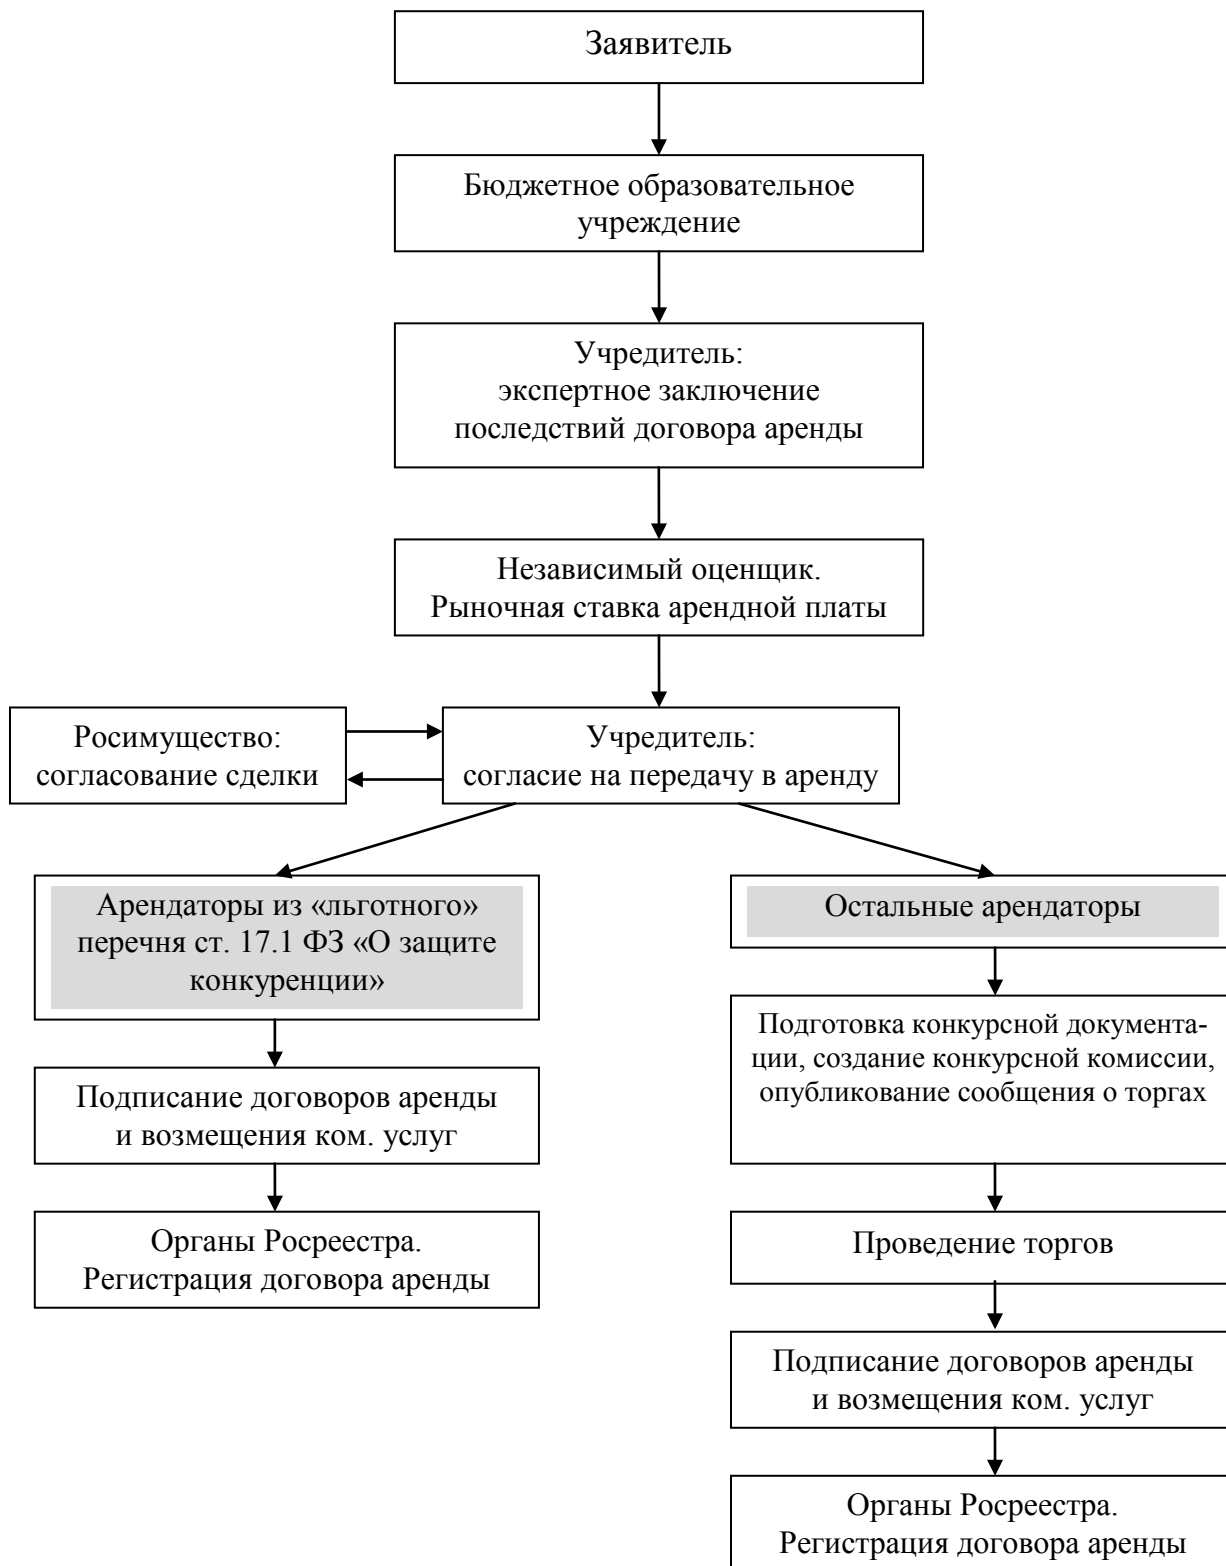 Заявитель
Бюджетное образовательное
учреждение
Учредитель:
экспертное заключение
последствий договора аренды
Независимый оценщик.
Рыночная ставка арендной платы
Росимущество:
согласование сделки
Учредитель:
согласие на передачу в аренду
Арендаторы из «льготного»
перечня ст. 17.1 ФЗ «О защите
конкуренции»
Подписание договоров аренды
и возмещения ком. услуг
Органы Росреестра.
Регистрация договора аренды
Остальные арендаторы
Подготовка конкурсной документа-
ции, создание конкурсной комиссии,
опубликование сообщения о торгах
Проведение торгов
Подписание договоров аренды
и возмещения ком. услуг
Органы Росреестра.
Регистрация договора аренды